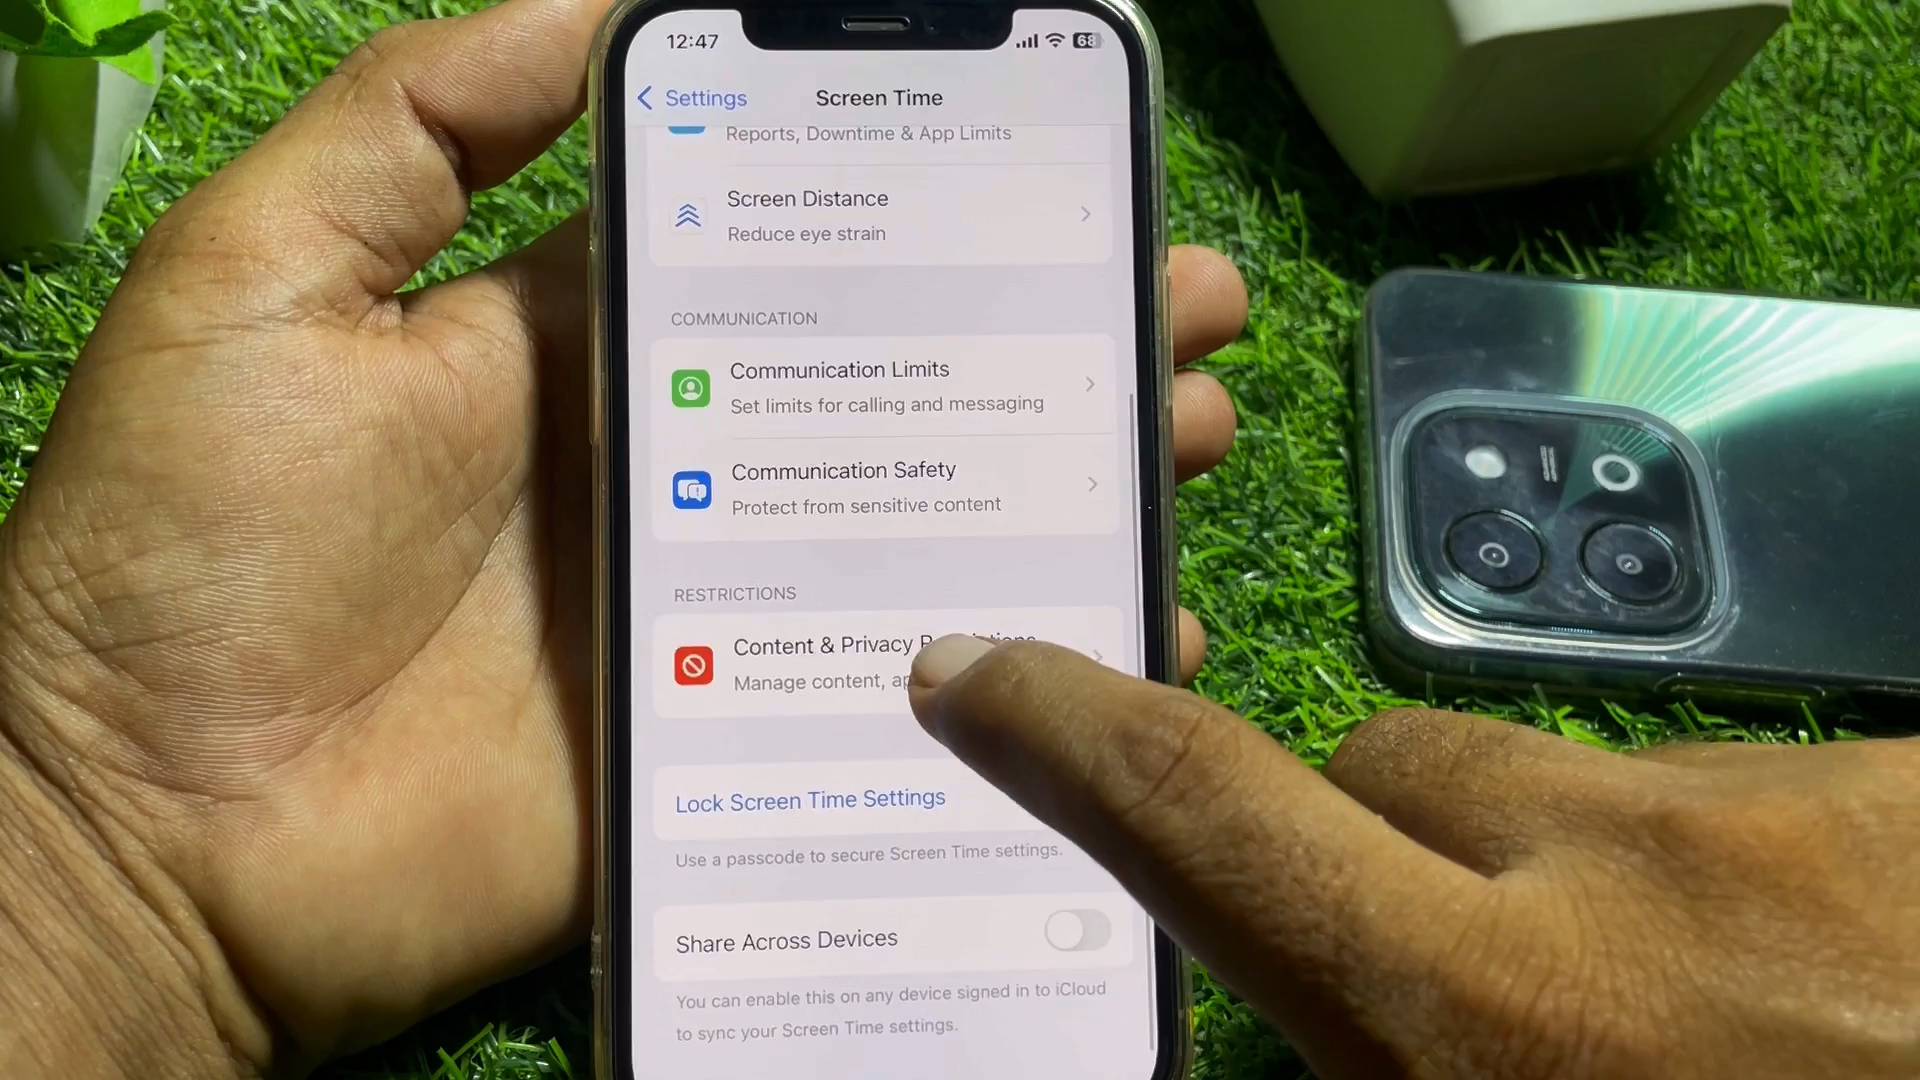 12:47
68
Settings
Screen Time
Reports, Downtime & App Limits
Screen Distance
Reduce eye strain
COMMUNICATION
Communication Limits
Set limits for calling and messaging
Communication Safety
Protect from sensitive content
RESTRICTIONS
Content & Privacy
Manage content,
Lock Screen Time Settings
Use a passcode to secure Screen Time settings.
Share Across Devices
You can enable this on any device signed in to iCloud
to sync your Screen Time settings.